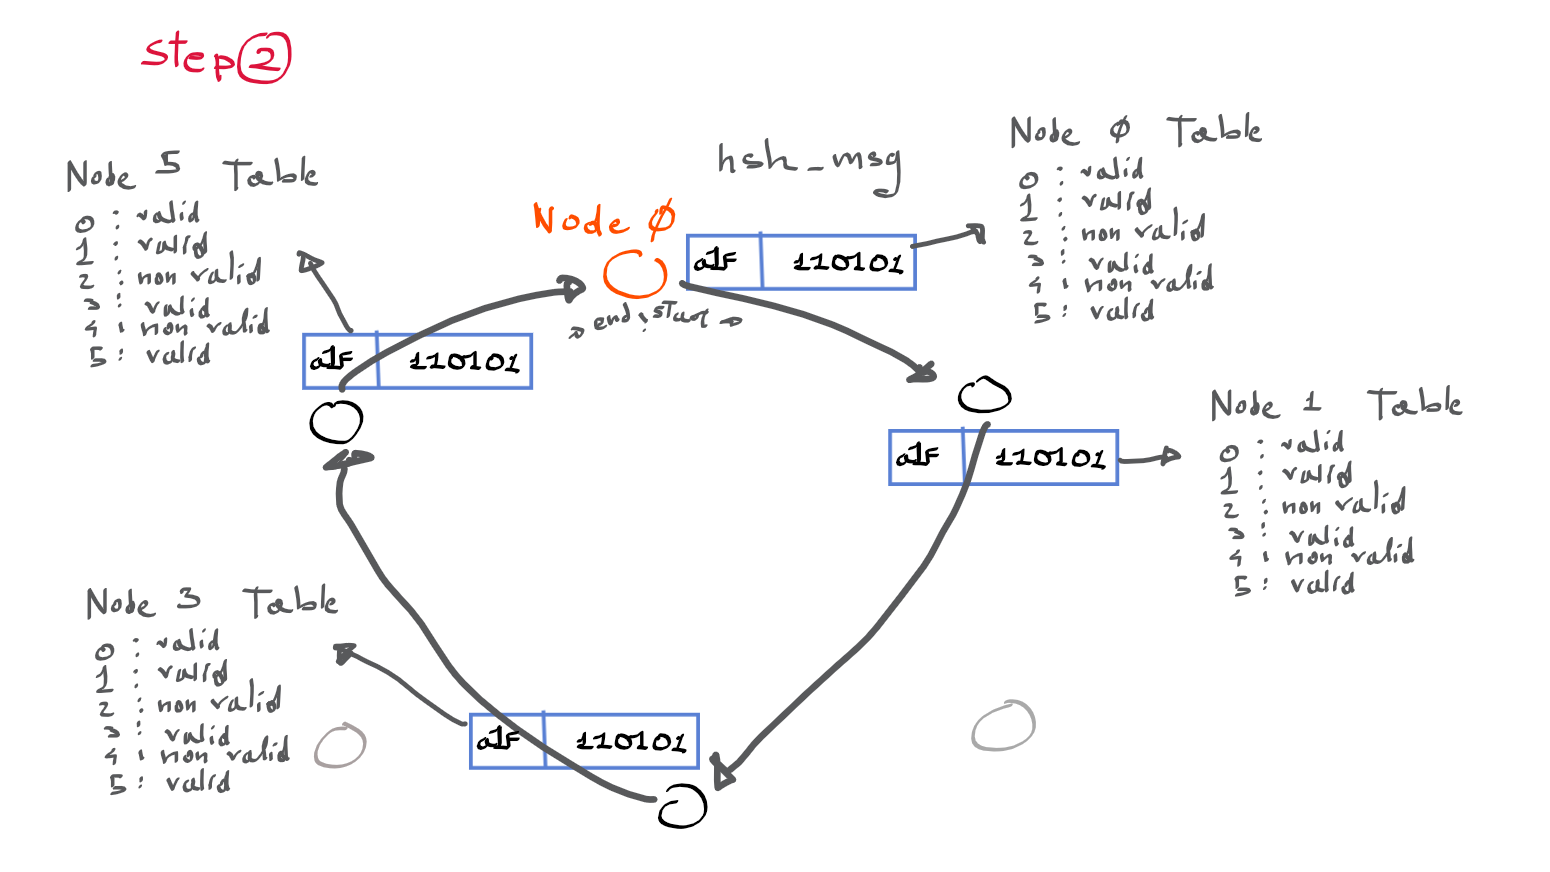 step 2
Node 5 Table
0 : valid
1 : valid
2 : non valid
3 : valid
4 : non valid
5 : valid
hsh_msg
Node 0
a1F 110101
end : start
Node 0 Table
0 : valid
1 : valid
2 : non valid
3 : valid
4 : non valid
5 : valid
a1F 110101
a1F 110101
Node 1 Table
0 : valid
1 : valid
2 : non valid
3 : valid
4 : non valid
5 : valid
Node 3 Table
0 : valid
1 : valid
2 : non valid
3 : valid
4 : non valid
5 : valid
a1F 110101